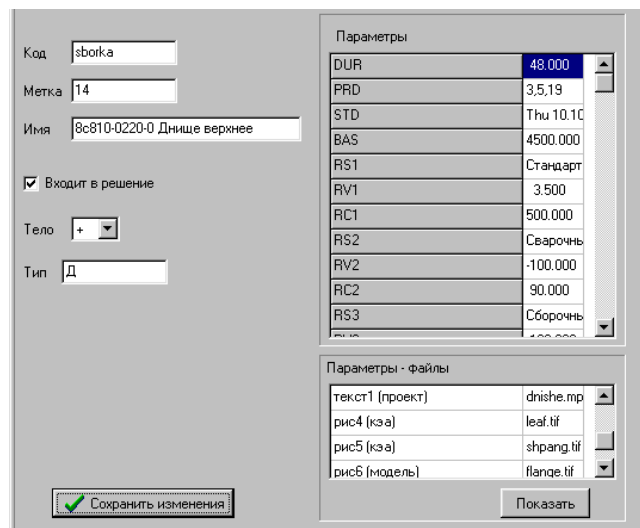 Код sborka
Метка 14
Имя 8с810-0220-0 Днище верхнее
Входит в решение
Тело +
Тип Д
Сохранить изменения
Параметры
DUR 48.000
PRD 3,5,19
STD Thu 10.10
BAS 4500.000
RS1 Стандарт
RV1 3.500
RC1 500.000
RS2 Сварочнь
RV2 -100.000
RC2 90.000
RS3 Сборочнь
Параметры - файлы
текст1 (проект) dnishe.mp
рис4 (кэа) leaf.tif
рис5 (кэа) shpang.tif
рис6 (модель) flange.tif
Показать